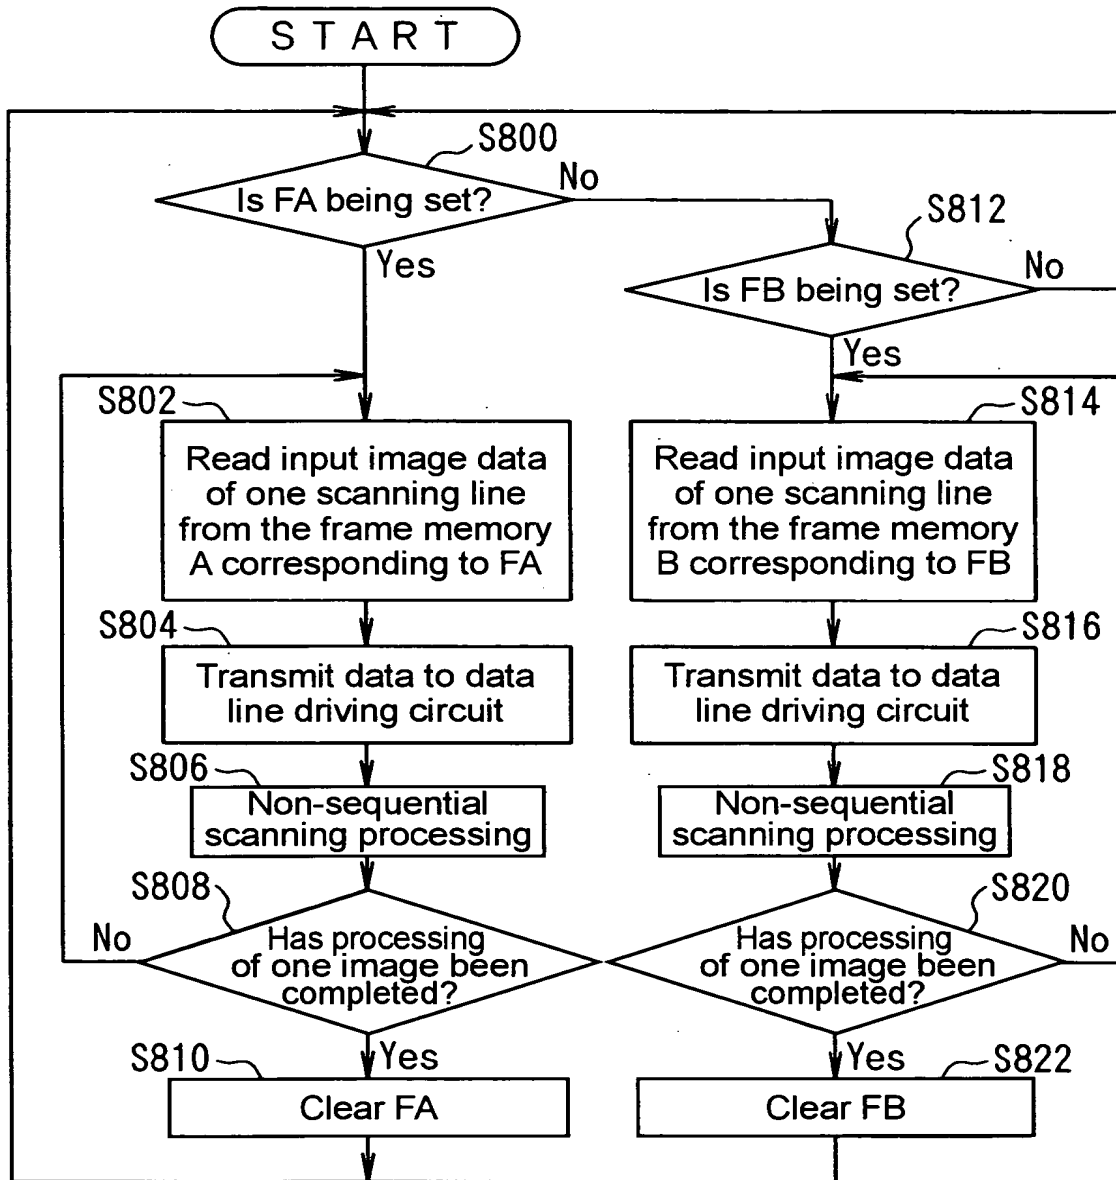 START
S800
Is FA being set?
No
Yes
S812
Is FB being set?
No
Yes
S802
Read input image data
of one scanning line
from the frame memory
A corresponding to FA
S814
Read input image data
of one scanning line
from the frame memory
B corresponding to FB
S804
Transmit data to data
line driving circuit
S816
Transmit data to data
line driving circuit
S806
Non-sequential
scanning processing
S818
Non-sequential
scanning processing
S808
Has processing
of one image been
completed?
No
Yes
S820
Has processing
of one image been
completed?
No
Yes
S810
Clear FA
S822
Clear FB